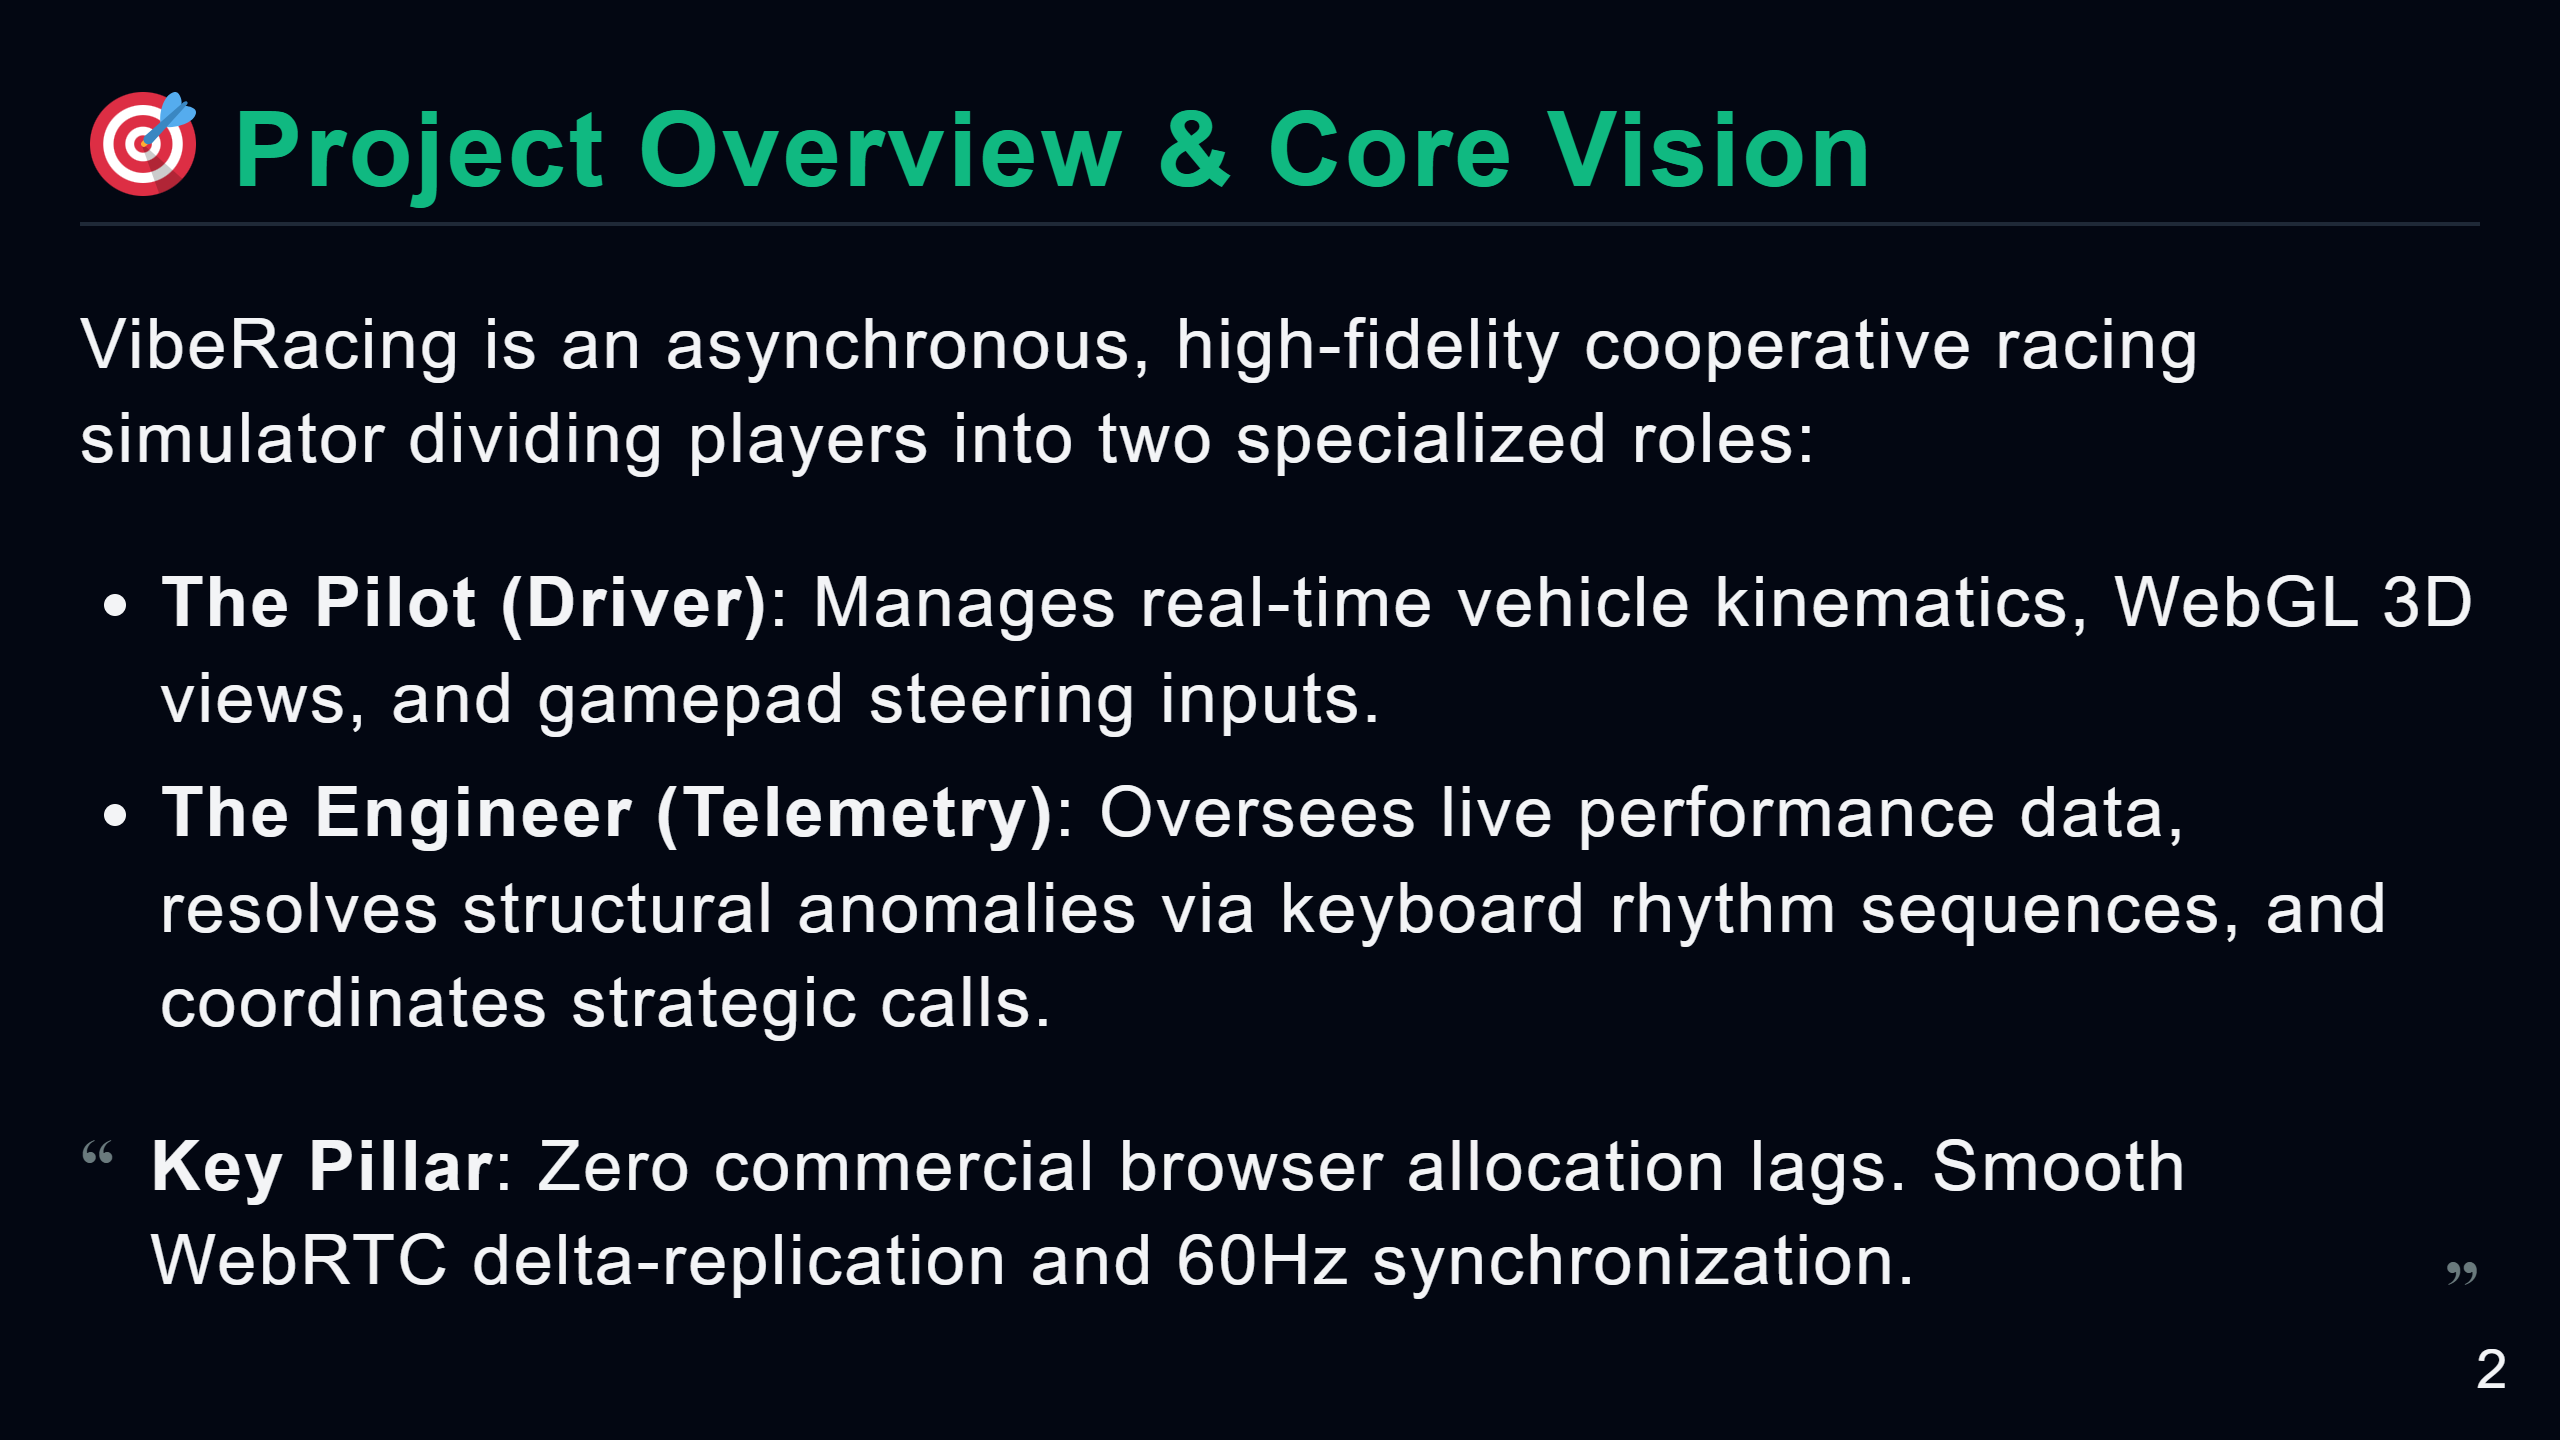 Project Overview & Core Vision
VibeRacing is an asynchronous, high-fidelity cooperative racing
simulator dividing players into two specialized roles:
• The Pilot (Driver): Manages real-time vehicle kinematics, WebGL 3D
views, and gamepad steering inputs.
• The Engineer (Telemetry): Oversees live performance data,
resolves structural anomalies via keyboard rhythm sequences, and
coordinates strategic calls.
“ Key Pillar: Zero commercial browser allocation lags. Smooth
WebRTC delta-replication and 60Hz synchronization. ”
2